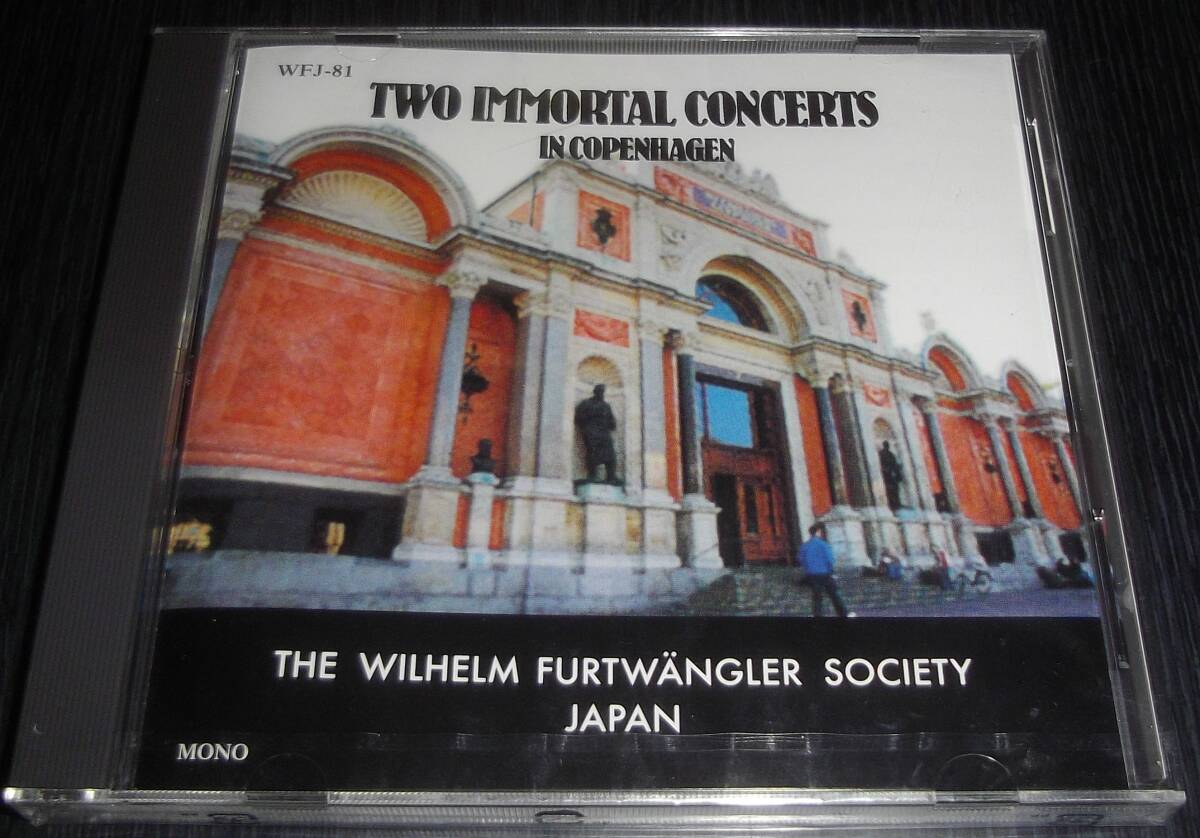 WFJ-81
TWO IMMORTAL CONCERTS
IN COPENHAGEN
THE WILHELM FURTWÄNGLER SOCIETY
JAPAN
MONO